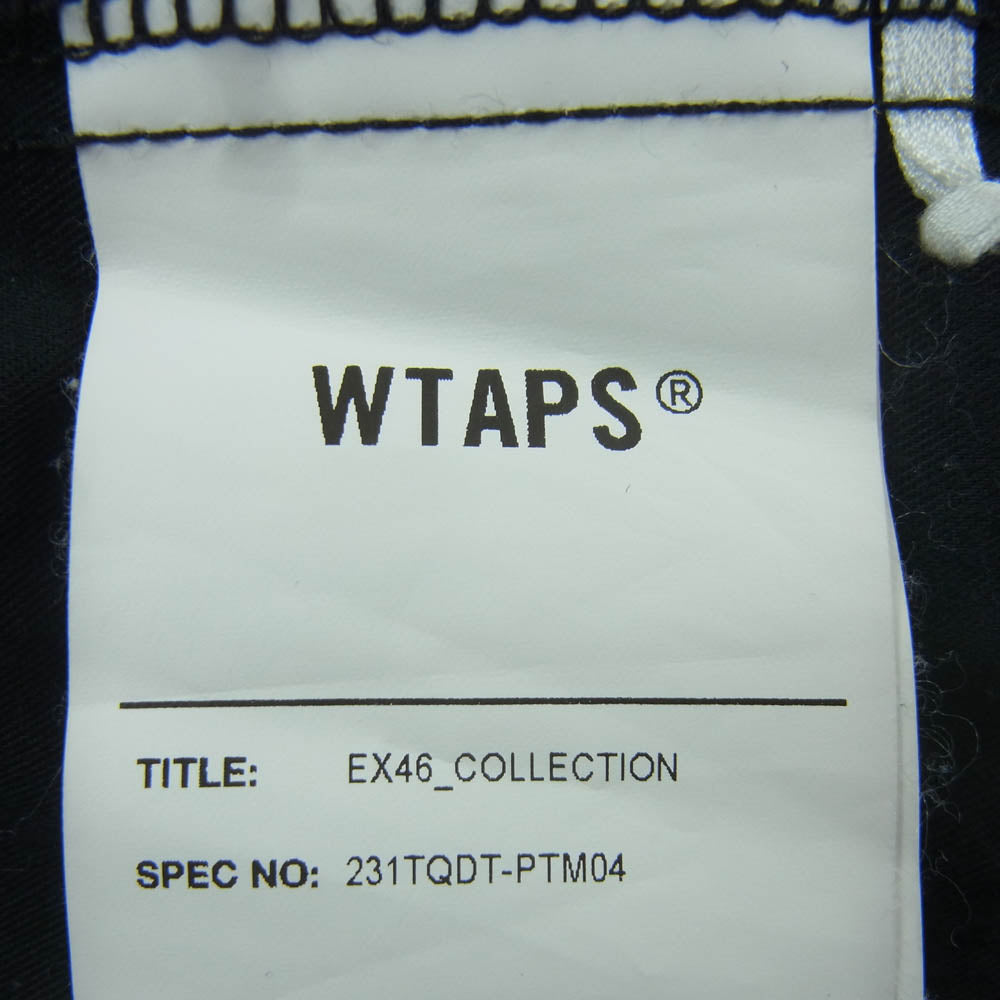 WTAPS®
TITLE: EX46_COLLECTION
SPEC NO: 231TQDT-PTM04